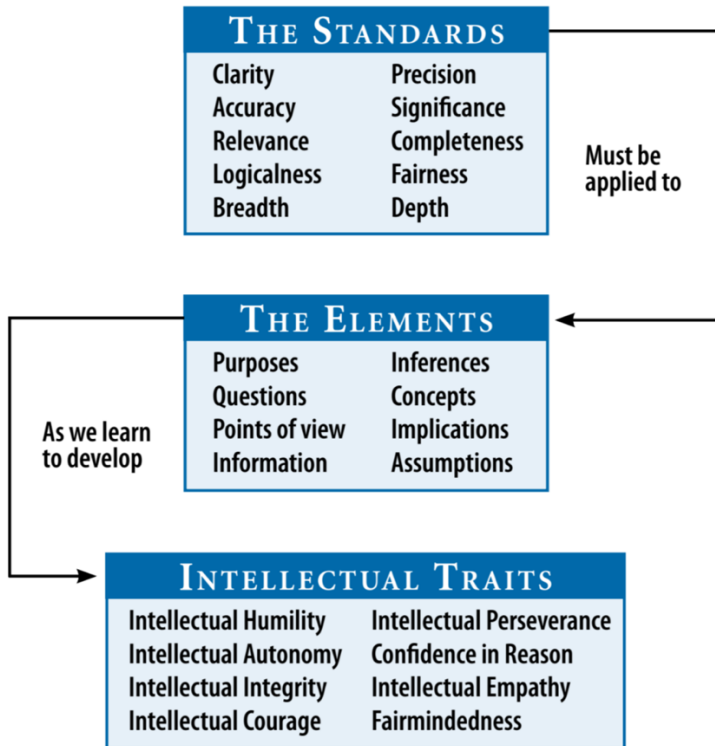 THE STANDARDS
Clarity Precision
Accuracy Significance
Relevance Completeness
Logicalness Fairness
Breadth Depth
Must be
applied to
THE ELEMENTS
Purposes Inferences
Questions Concepts
Points of view Implications
Information Assumptions
As we learn
to develop
INTELLECTUAL TRAITS
Intellectual Humility Intellectual Perseverance
Intellectual Autonomy Confidence in Reason
Intellectual Integrity Intellectual Empathy
Intellectual Courage Fairmindedness